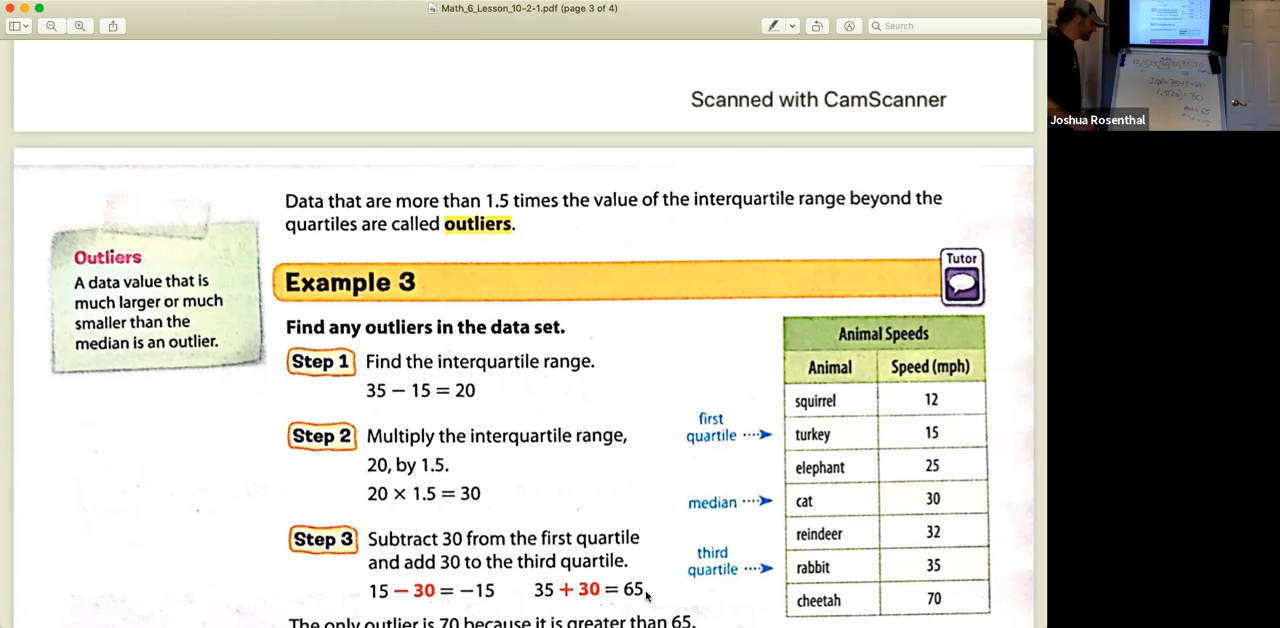 Math_6_Lesson_10-2-1.pdf (page 3 of 4)
Search
Scanned with CamScanner
Joshua Rosenthal
Data that are more than 1.5 times the value of the interquartile range beyond the
quartiles are called outliers.
Outliers
A data value that is
much larger or much
smaller than the
median is an outlier.
Tutor
Example 3
Find any outliers in the data set.
Step 1 Find the interquartile range.
35 − 15 = 20
Step 2 Multiply the interquartile range,
20, by 1.5.
20 × 1.5 = 30
Step 3 Subtract 30 from the first quartile
and add 30 to the third quartile.
15 − 30 = −15 35 + 30 = 65
The only outlier is 70 because it is greater than 65.
Animal Speeds
Animal Speed (mph)
squirrel 12
first
quartile
turkey 15
elephant 25
median cat 30
reindeer 32
third
quartile
rabbit 35
cheetah 70